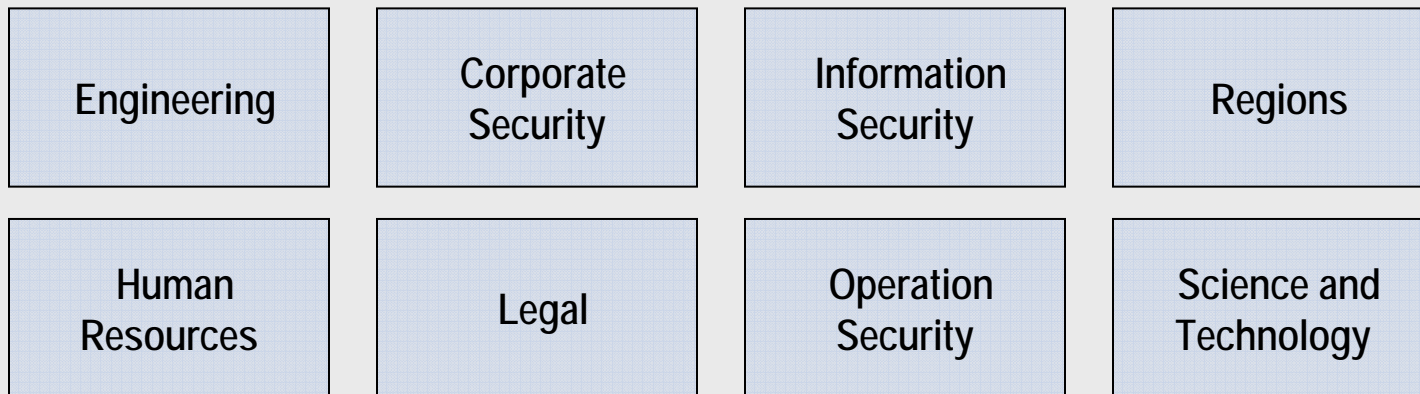 Engineering
Corporate
Security
Information
Security
Regions
Human
Resources
Legal
Operation
Security
Science and
Technology